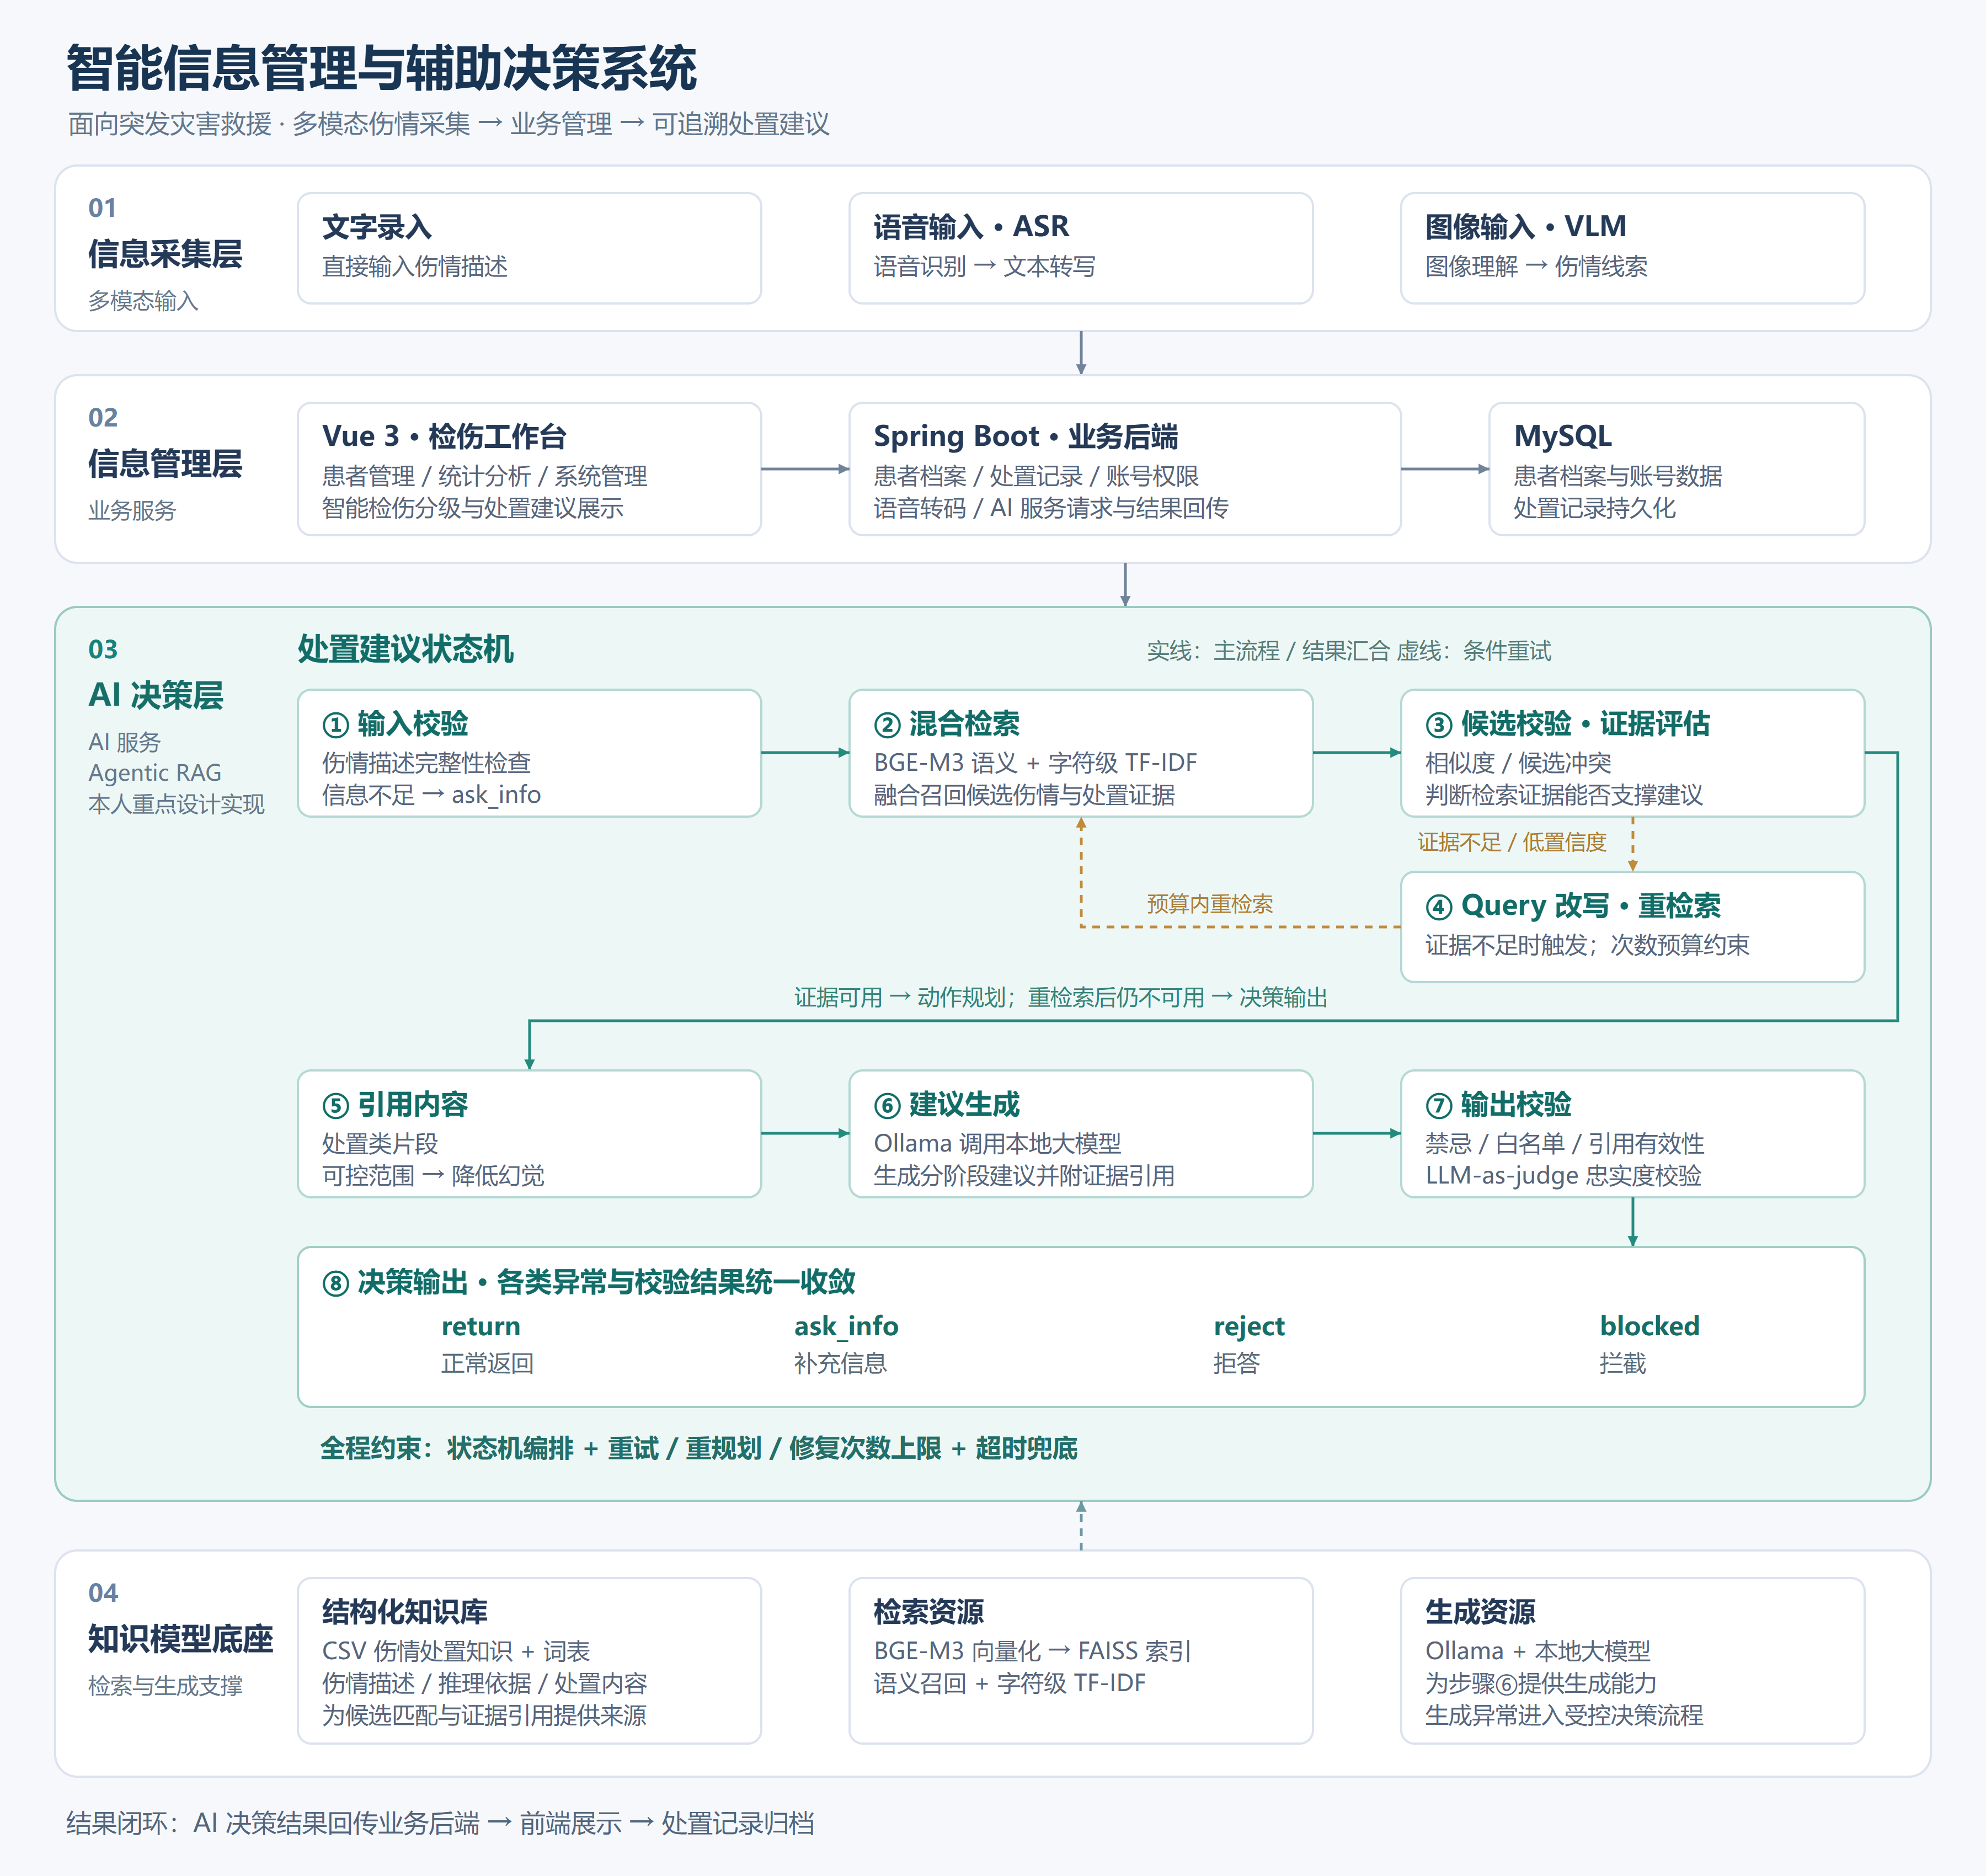 智能信息管理与辅助决策系统
面向突发灾害救援 · 多模态伤情采集 → 业务管理 → 可追溯处置建议
01
信息采集层
多模态输入
文字录入
直接输入伤情描述
语音输入 • ASR
语音识别 → 文本转写
图像输入 • VLM
图像理解 → 伤情线索
02
信息管理层
业务服务
Vue 3 • 检伤工作台
患者管理 / 统计分析 / 系统管理
智能检伤分级与处置建议展示
Spring Boot • 业务后端
患者档案 / 处置记录 / 账号权限
语音转码 / AI 服务请求与结果回传
MySQL
患者档案与账号数据
处置记录持久化
03
AI 决策层
AI 服务
Agentic RAG
本人重点设计实现
处置建议状态机
实线：主流程 / 结果汇合 虚线：条件重试
① 输入校验
伤情描述完整性检查
信息不足 → ask_info
② 混合检索
BGE-M3 语义 + 字符级 TF-IDF
融合召回候选伤情与处置证据
③ 候选校验 • 证据评估
相似度 / 候选冲突
判断检索证据能否支撑建议
证据不足 / 低置信度
④ Query 改写 • 重检索
证据不足时触发；次数预算约束
预算内重检索
证据可用 → 动作规划；重检索后仍不可用 → 决策输出
⑤ 引用内容
处置类片段
可控范围 → 降低幻觉
⑥ 建议生成
Ollama 调用本地大模型
生成分阶段建议并附证据引用
⑦ 输出校验
禁忌 / 白名单 / 引用有效性
LLM-as-judge 忠实度校验
⑧ 决策输出 • 各类异常与校验结果统一收敛
return
正常返回
ask_info
补充信息
reject
拒答
blocked
拦截
全程约束：状态机编排 + 重试 / 重规划 / 修复次数上限 + 超时兜底
04
知识模型底座
检索与生成支撑
结构化知识库
CSV 伤情处置知识 + 词表
伤情描述 / 推理依据 / 处置内容
为候选匹配与证据引用提供来源
检索资源
BGE-M3 向量化 → FAISS 索引
语义召回 + 字符级 TF-IDF
生成资源
Ollama + 本地大模型
为步骤⑥提供生成能力
生成异常进入受控决策流程
结果闭环：AI 决策结果回传业务后端 → 前端展示 → 处置记录归档